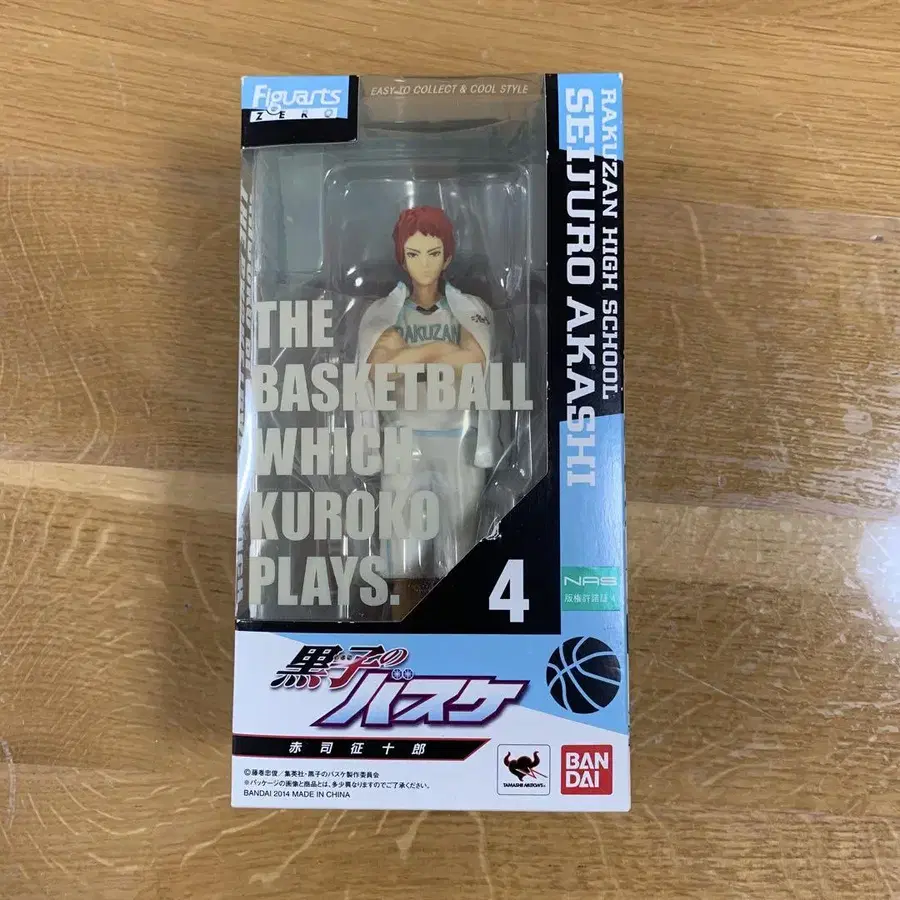 Figuarts
ZERO
EASY TO COLLECT & COOL STYLE
RAKUZAN HIGH SCHOOL
SEIJURO AKASHI
RAKUZAN
THE
BASKETBALL
WHICH
KUROKO
PLAYS.
4
NAS
版権許諾証
黒子の
バスケ
赤司征十郎
©藤巻忠俊/集英社・黒子のバスケ製作委員会
※パッケージの画像と商品とは、多少異なりますのでご了承ください。
BANDAI 2014 MADE IN CHINA
TAMASHII NATIONS
BAN
DAI